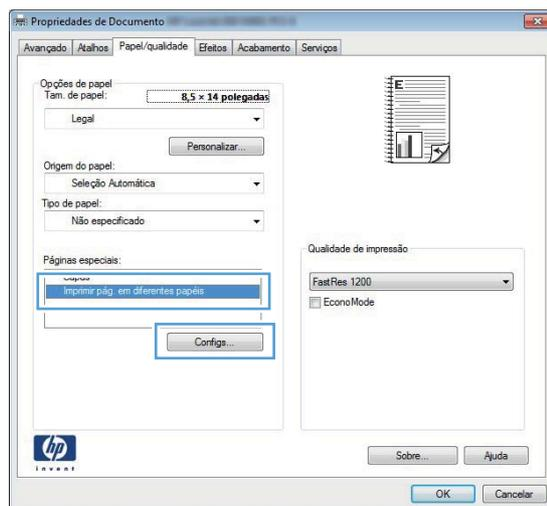 Propriedades de Documento
Avançado Atalhos Papel/qualidade Efeitos Acabamento Serviços
Opções de papel
Tam. de papel: 8,5 × 14 polegadas
Legal
Personalizar...
Origem do papel:
Seleção Automática
Tipo de papel:
Não especificado
Páginas especiais:
Capas
Imprimir pág. em diferentes papéis
Configs...
E
Qualidade de impressão
FastRes 1200
EconoMode
hp
invent
Sobre... Ajuda
OK Cancelar